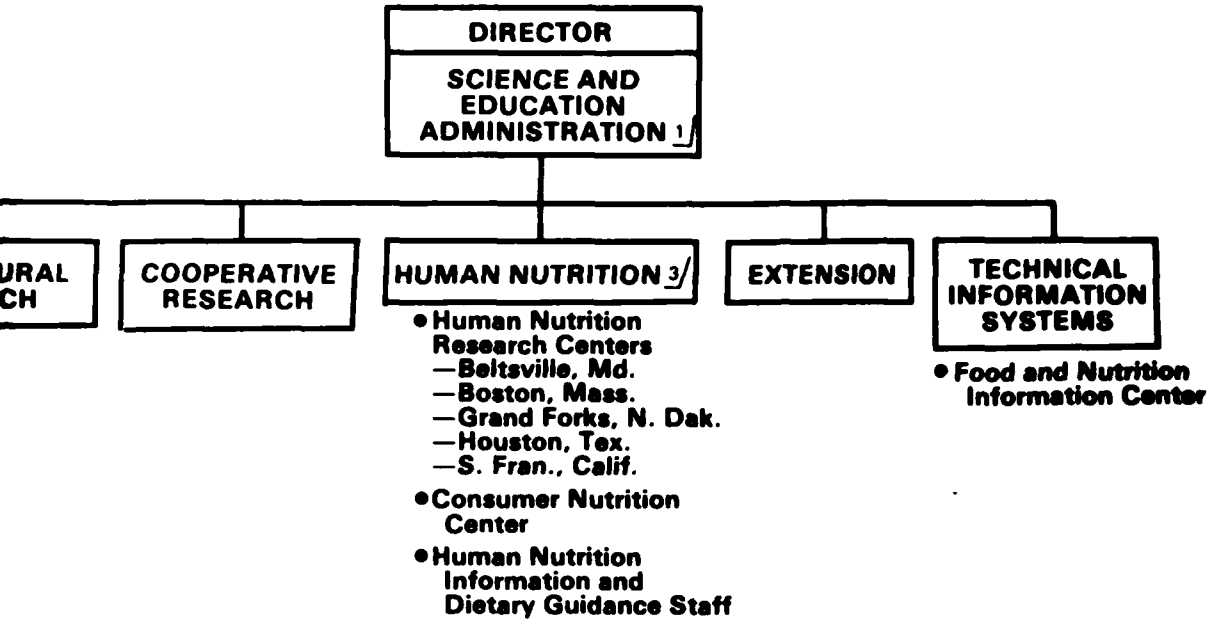 DIRECTOR
SCIENCE AND
EDUCATION
ADMINISTRATION 1/
URAL
CH
COOPERATIVE
RESEARCH
HUMAN NUTRITION 3/
EXTENSION
TECHNICAL
INFORMATION
SYSTEMS
● Human Nutrition
Research Centers
—Beltsville, Md.
—Boston, Mass.
—Grand Forks, N. Dak.
—Houston, Tex.
—S. Fran., Calif.
● Consumer Nutrition
Center
● Human Nutrition
Information and
Dietary Guidance Staff
● Food and Nutrition
Information Center